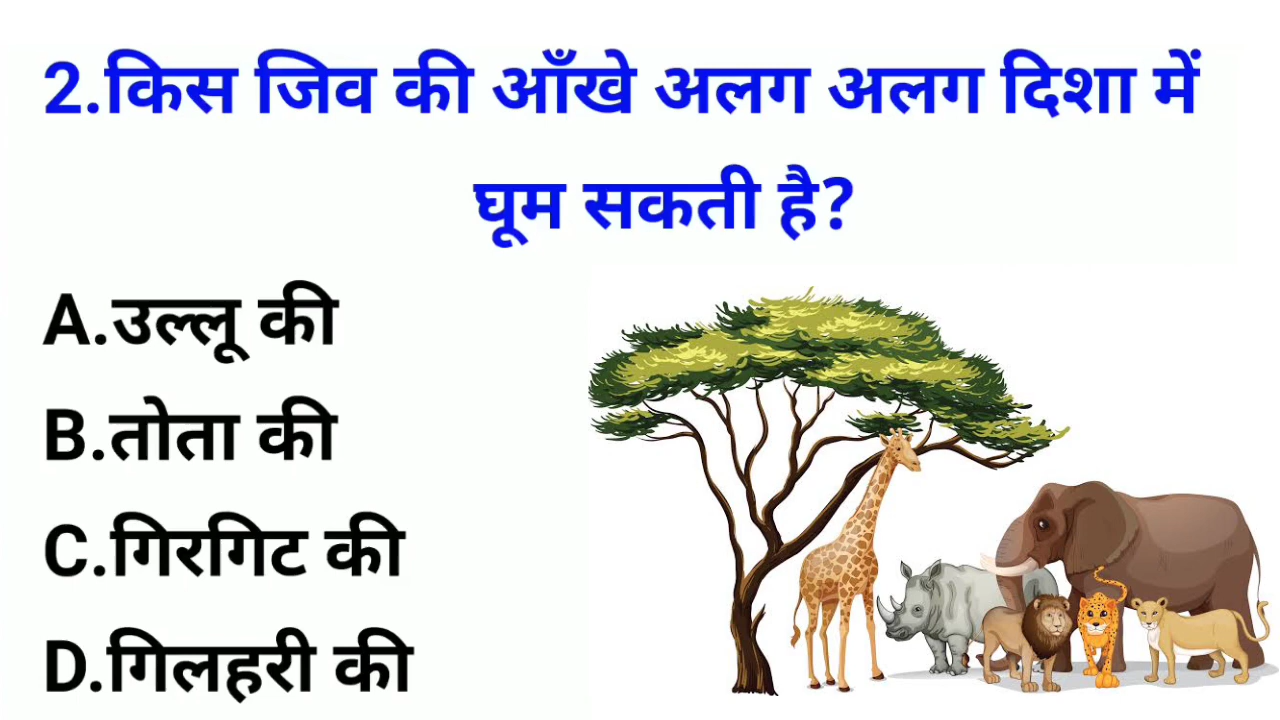 2.किस जिव की आँखे अलग अलग दिशा में
घूम सकती है?
A.उल्लू की
B.तोता की
C.गिरगिट की
D.गिलहरी की